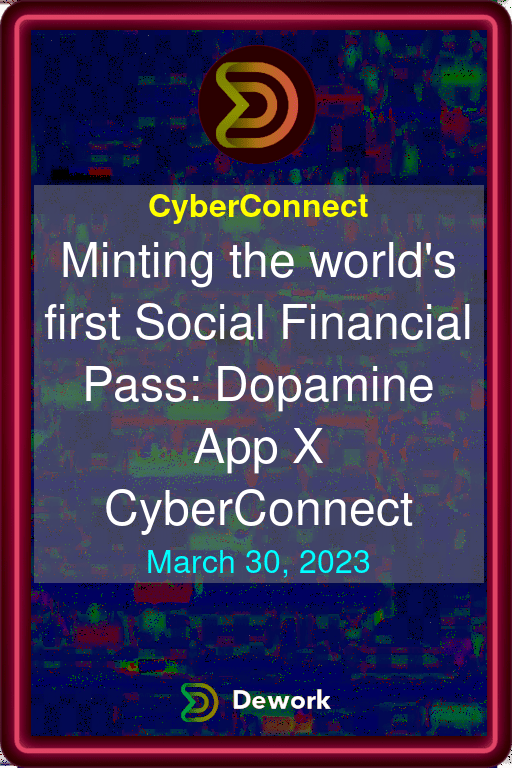 CyberConnect
Minting the world's
first Social Financial
Pass: Dopamine
App X
CyberConnect
March 30, 2023
Dework